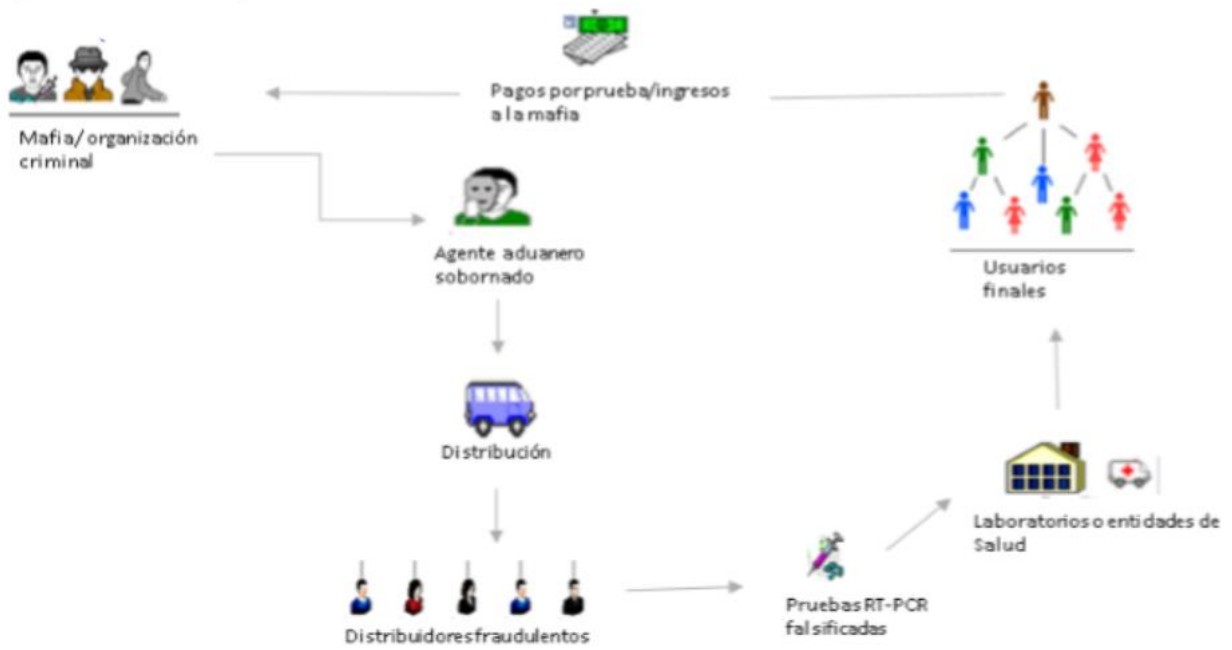 Pagos por prueba/ingresos
a la mafia
Mafia/ organización
criminal
Agente aduanero
sobornado
Usuarios
finales
Distribución
Laboratorios o entidades de
Salud
Pruebas RT-PCR
falsificadas
Distribuidores fraudulentos